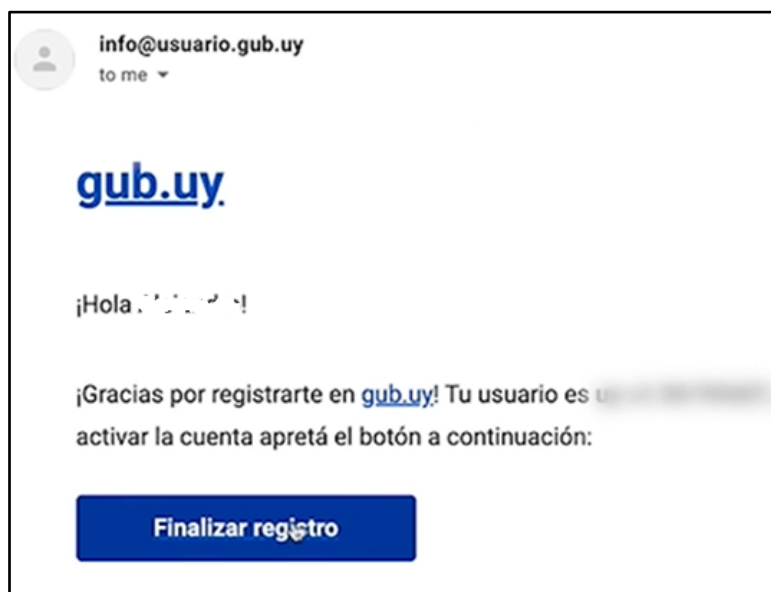 info@usuario.gub.uy
to me
gub.uy
¡Hola !
¡Gracias por registrarte en gub.uy! Tu usuario es
activar la cuenta apretá el botón a continuación:
Finalizar registro